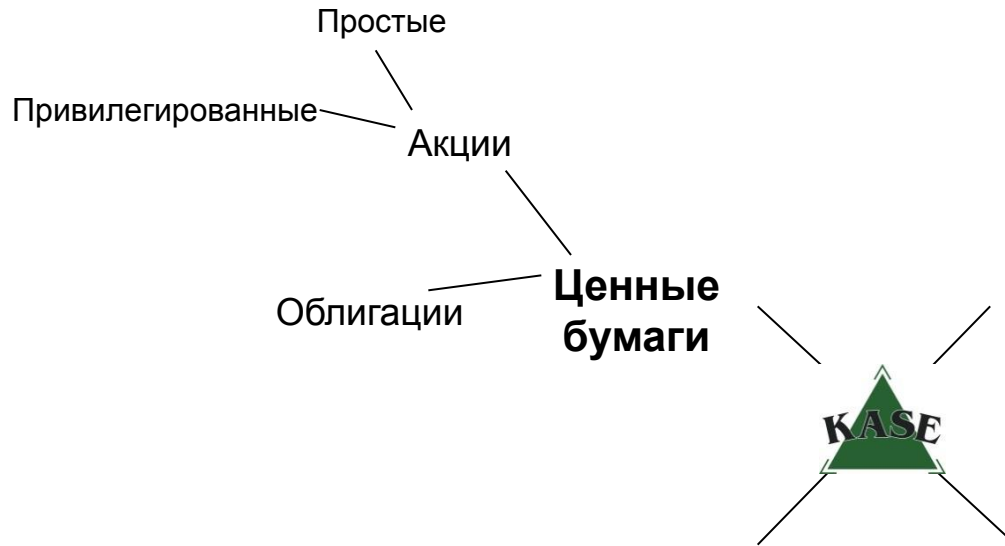 Простые
Привилегированные
Акции
Ценные
бумаги
Облигации
KASE